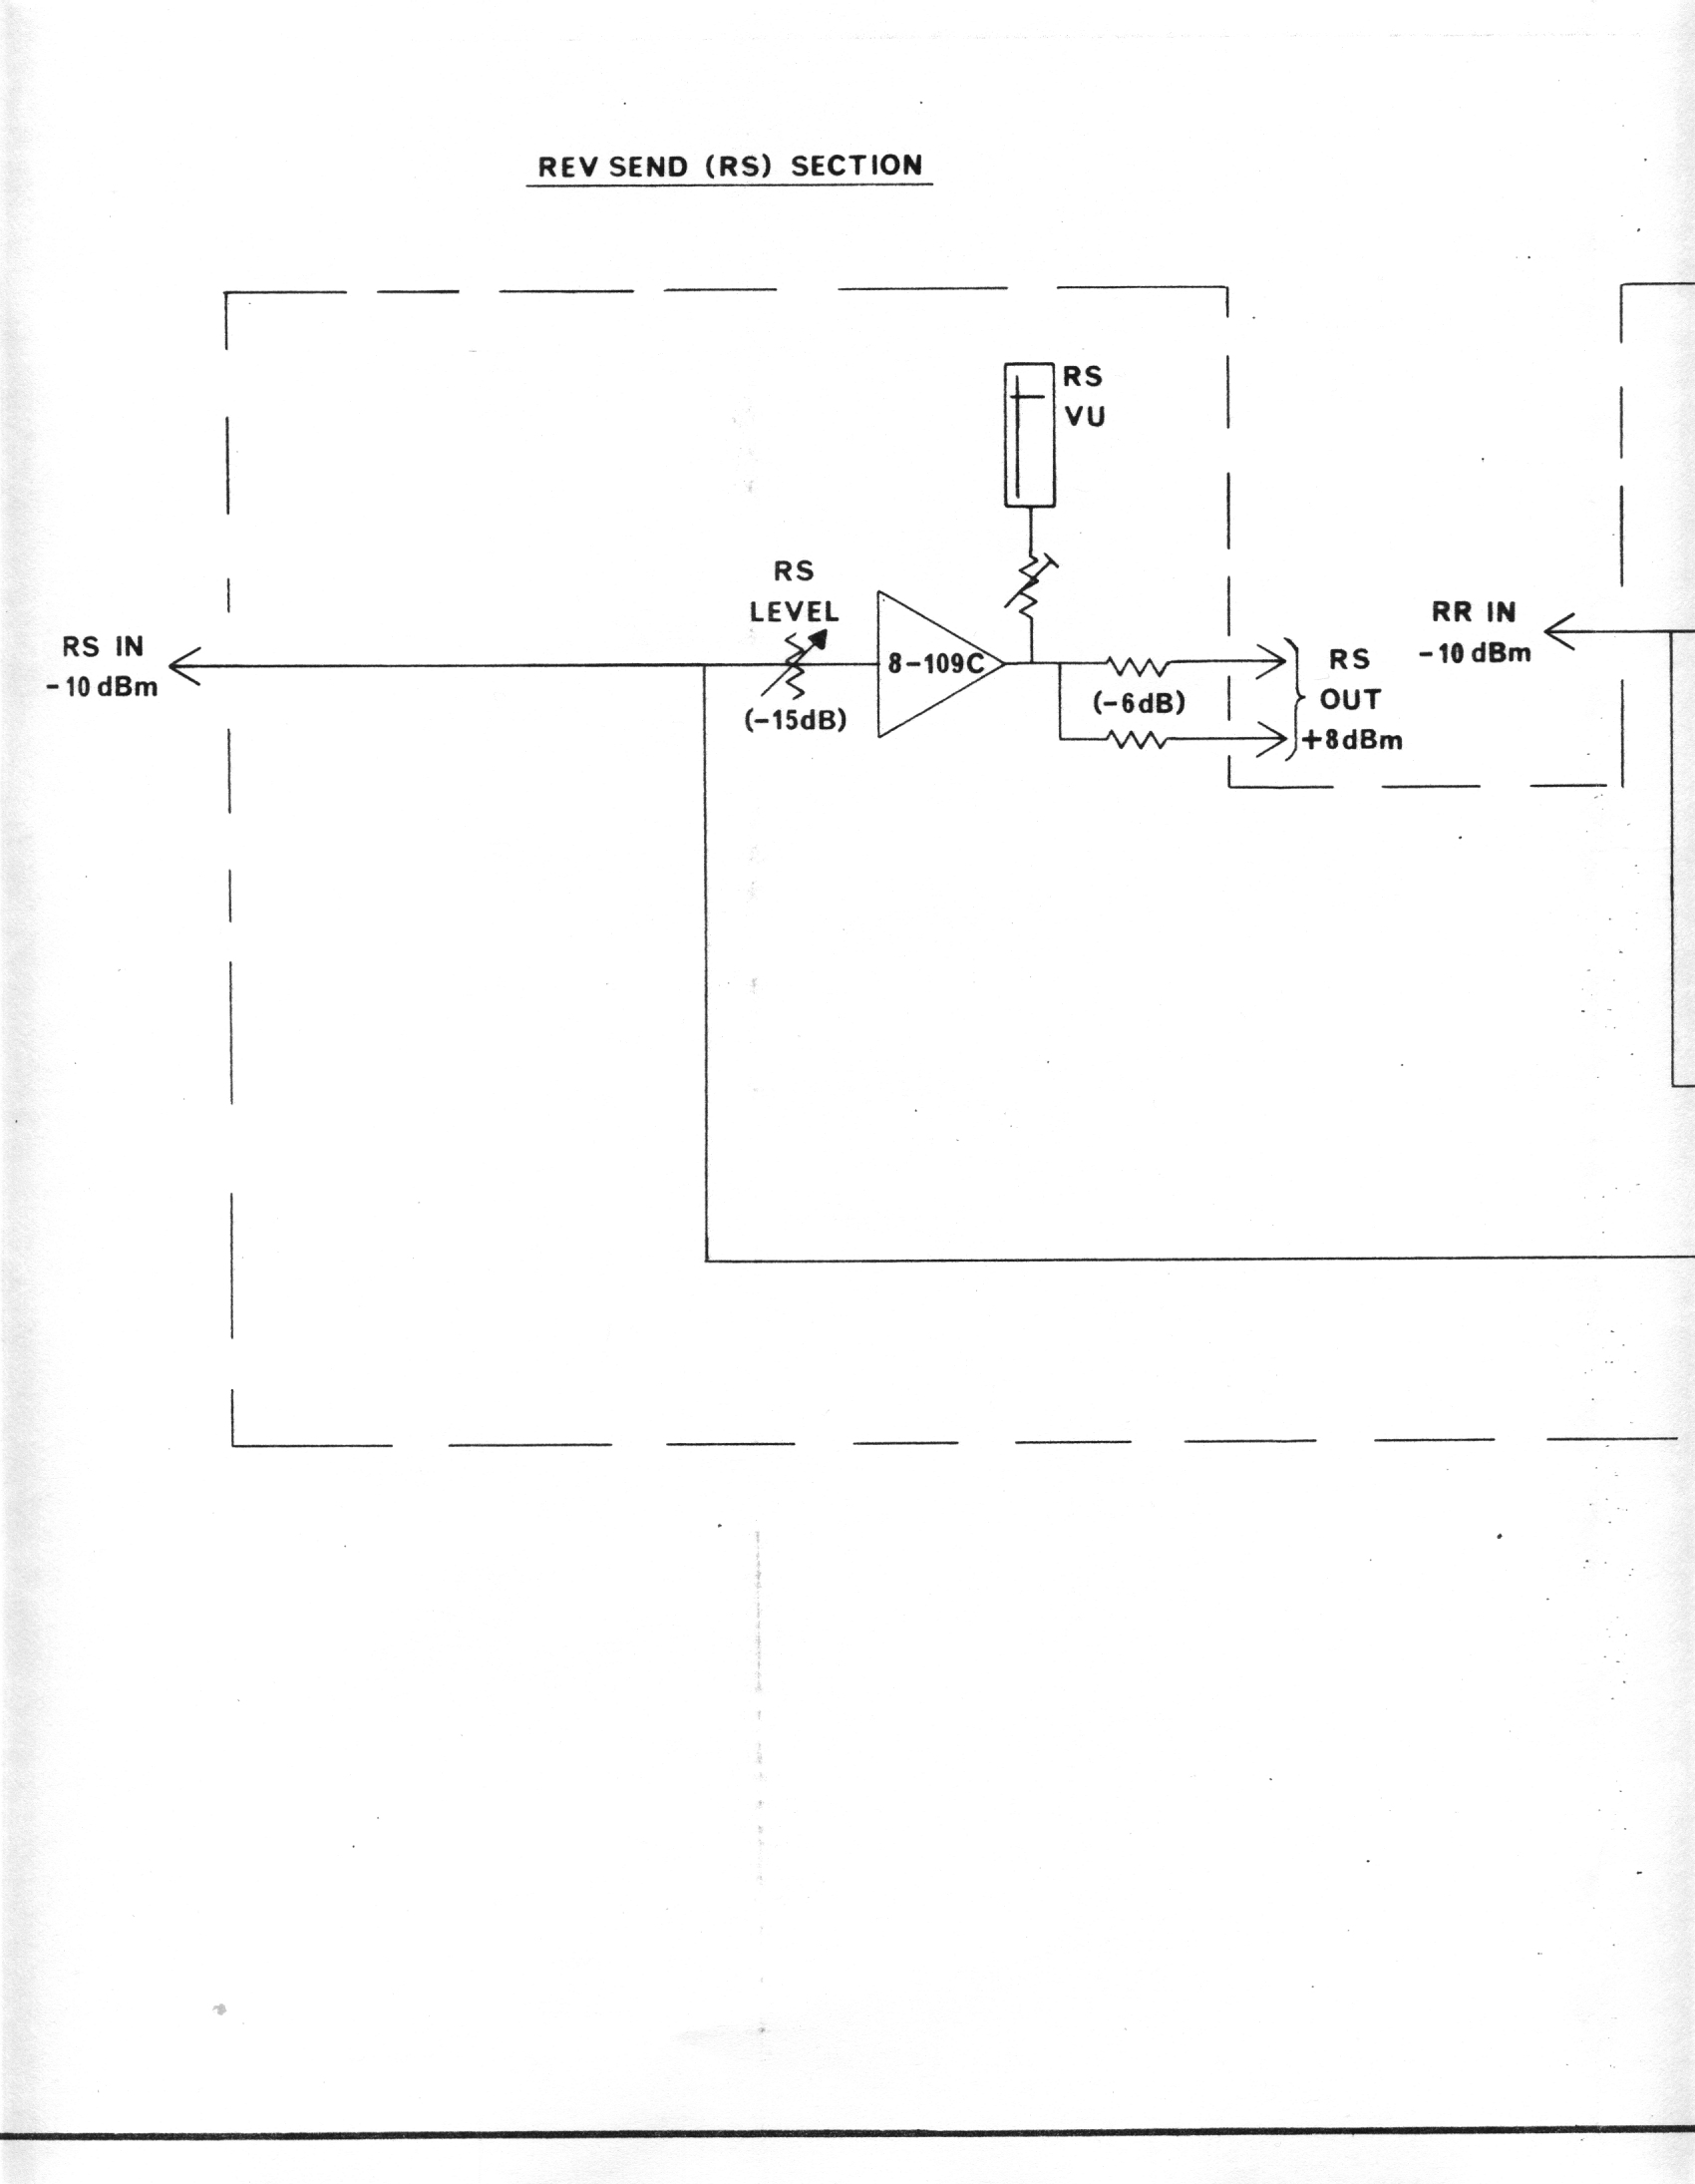 REV SEND (RS) SECTION
RS
VU
RS
LEVEL
RS IN
-10 dBm
8-109C
(-15dB)
(-6dB)
RS
OUT
+8dBm
RR IN
-10 dBm